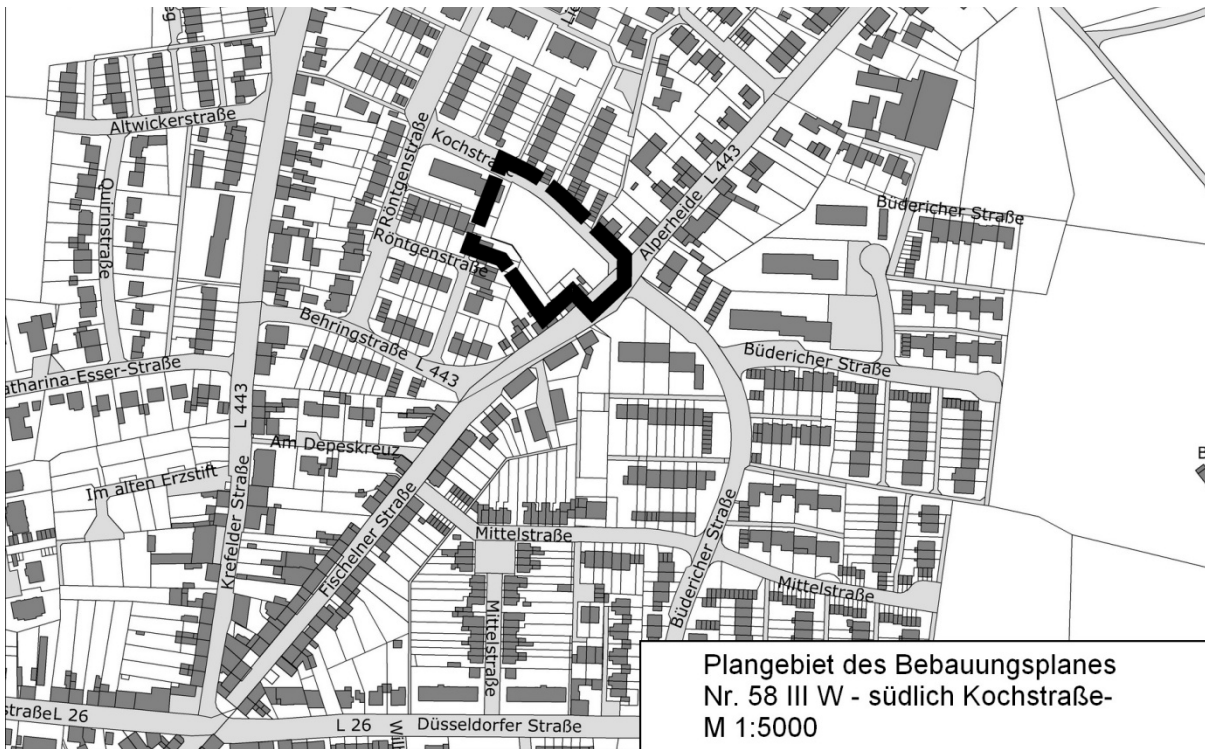 Altwickerstraße
Quirinstraße
Röntgenstraße
Kochstraße
Röntgenstraße
Alperheide L 443
Büdericher Straße
Behringstraße L 443
Büdericher Straße
atharina-Esser-Straße
L 443
Am Depeskreuz
Im alten Erzstift
Krefelder Straße
Fischelner Straße
Mittelstraße
Büdericher Straße
Mittelstraße
Mittelstraße
straßeL 26
L 26
Düsseldorfer Straße
Plangebiet des Bebauungsplanes
Nr. 58 III W - südlich Kochstraße-
M 1:5000